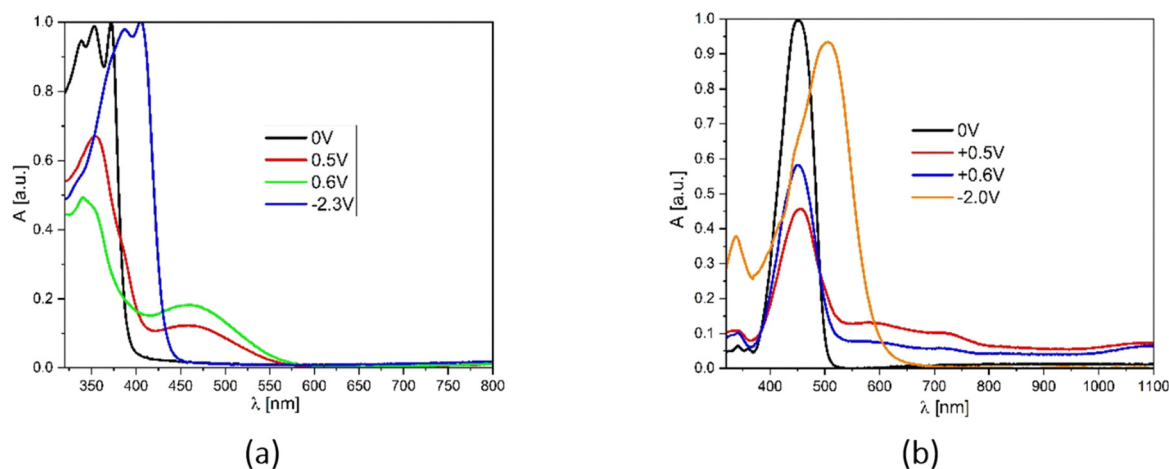 1.0
0.8
0.6
0.4
0.2
0.0
A [a.u.]
350 400 450 500 550 600 650 700 750 800
λ [nm]
0V
0.5V
0.6V
-2.3V
(a)
1.0
0.9
0.8
0.7
0.6
0.5
0.4
0.3
0.2
0.1
0.0
A [a.u.]
400 500 600 700 800 900 1000 1100
λ [nm]
0V
+0.5V
+0.6V
-2.0V
(b)